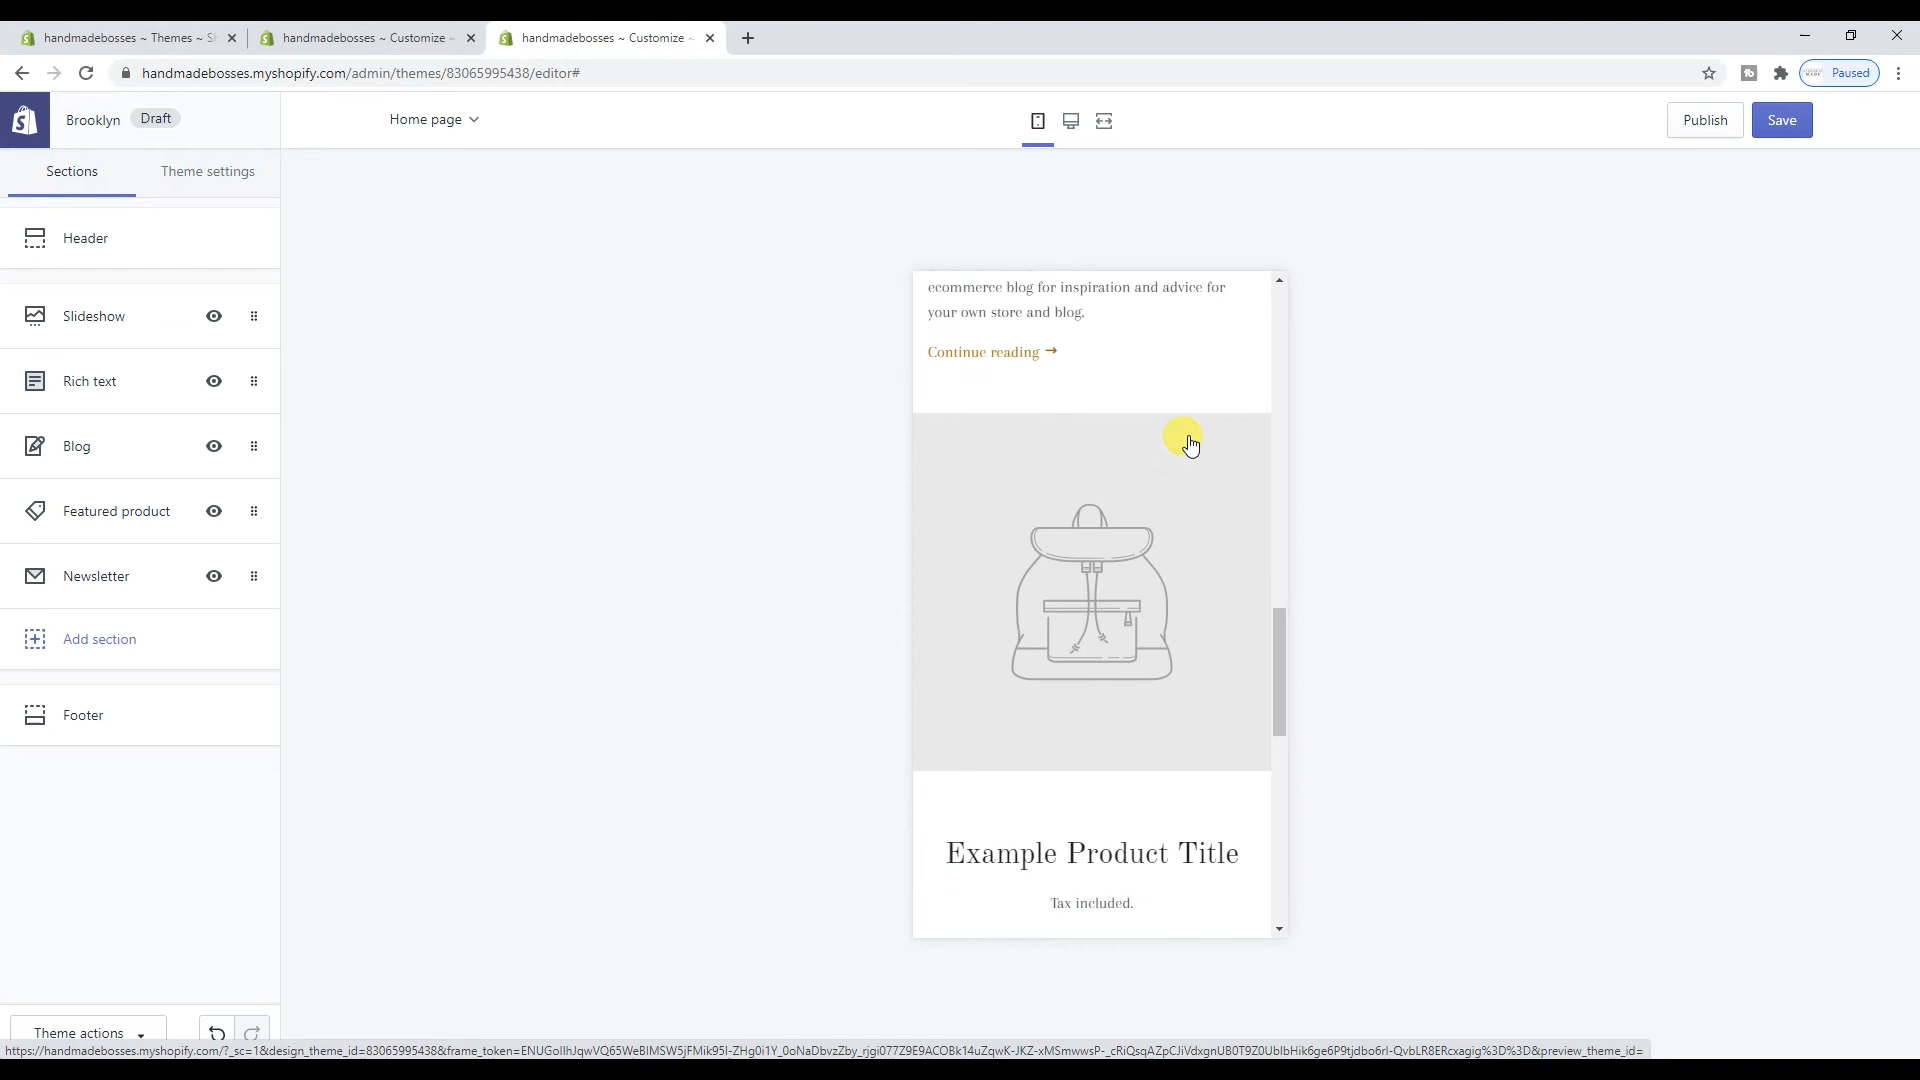 handmadebosses ~ Themes ~ S
handmadebosses ~ Customize ~
handmadebosses ~ Customize ~
handmadebosses.myshopify.com/admin/themes/83065995438/editor#
Paused
Brooklyn
Draft
Home page
Publish
Save
Sections
Theme settings
Header
Slideshow
Rich text
Blog
Featured product
Newsletter
Add section
Footer
ecommerce blog for inspiration and advice for
your own store and blog.
Continue reading →
Example Product Title
Tax included.
Theme actions